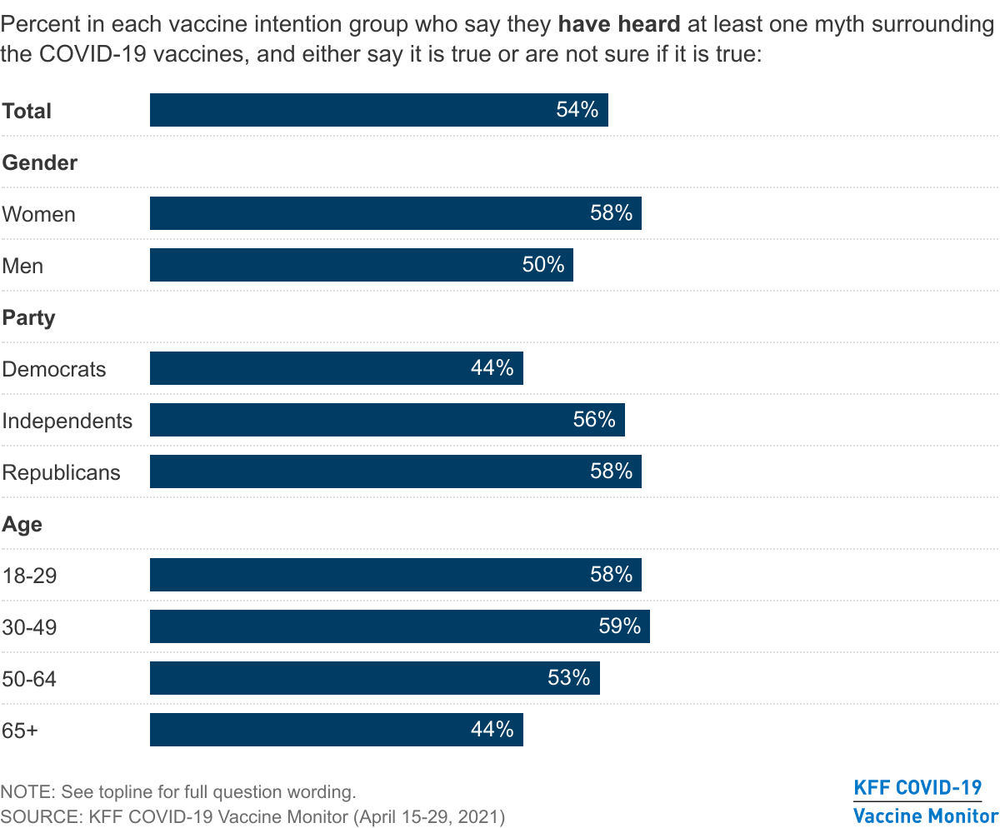 Percent in each vaccine intention group who say they have heard at least one myth surrounding
the COVID-19 vaccines, and either say it is true or are not sure if it is true:
Total 54%
Gender
Women 58%
Men 50%
Party
Democrats 44%
Independents 56%
Republicans 58%
Age
18-29 58%
30-49 59%
50-64 53%
65+ 44%
NOTE: See topline for full question wording.
SOURCE: KFF COVID-19 Vaccine Monitor (April 15-29, 2021)
KFF COVID-19
Vaccine Monitor